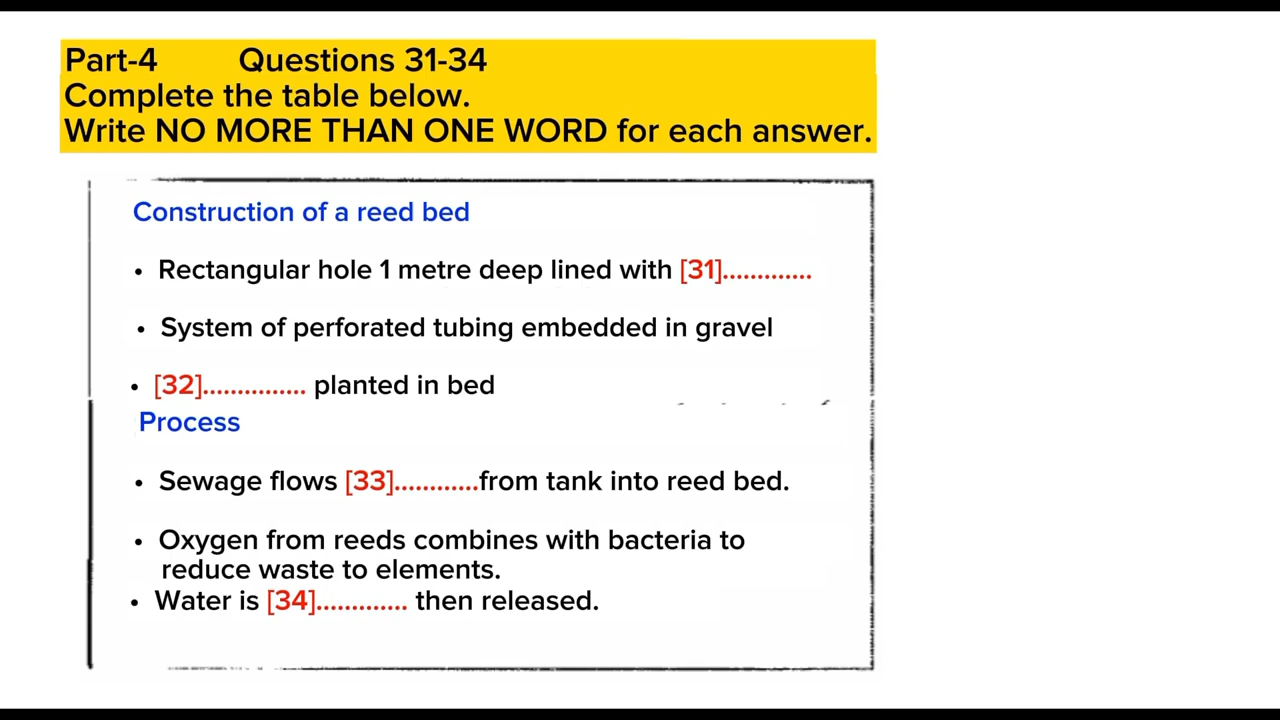 Part-4 Questions 31-34
Complete the table below.
Write NO MORE THAN ONE WORD for each answer.
Construction of a reed bed
• Rectangular hole 1 metre deep lined with [31].............
• System of perforated tubing embedded in gravel
• [32]............... planted in bed
Process
• Sewage flows [33]............from tank into reed bed.
• Oxygen from reeds combines with bacteria to
reduce waste to elements.
• Water is [34]............. then released.